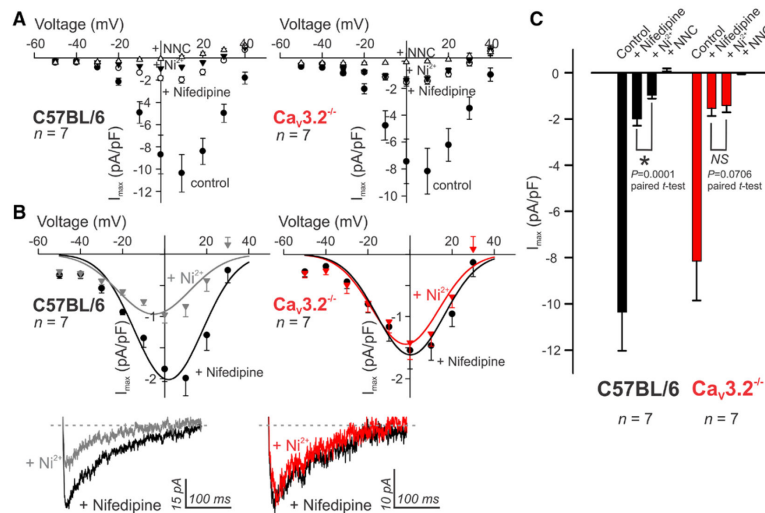 A
Voltage (mV)
-60 -40 -20 0 20 40
+ NNC
+ Ni²⁺
+ Nifedipine
C57BL/6
n = 7
control
-2
-4
-6
-8
-10
-12
Iₘₐₓ (pA/pF)
Voltage (mV)
-60 -40 -20 0 20 40
+ NNC
+ Ni²⁺
+ Nifedipine
Caᵥ3.2⁻/⁻
n = 7
control
-2
-4
-6
-8
-10
Iₘₐₓ (pA/pF)
B
Voltage (mV)
-60 -40 -20 0 20 40
+ Ni²⁺
C57BL/6
n = 7
+ Nifedipine
-1
-2
Iₘₐₓ (pA/pF)
Voltage (mV)
-60 -40 -20 0 20 40
+ Ni²⁺
Caᵥ3.2⁻/⁻
n = 7
+ Nifedipine
-1
-2
Iₘₐₓ (pA/pF)
+ Ni²⁺
+ Nifedipine
15 pA
100 ms
+ Ni²⁺
+ Nifedipine
10 pA
100 ms
C
Control
+ Nifedipine
+ Ni²⁺
+ NNC
Control
+ Nifedipine
+ Ni²⁺
+ NNC
0
-2
-4
-6
-8
-10
-12
Iₘₐₓ (pA/pF)
*
P=0.0001
paired t-test
NS
P=0.0706
paired t-test
C57BL/6
n = 7
Caᵥ3.2⁻/⁻
n = 7